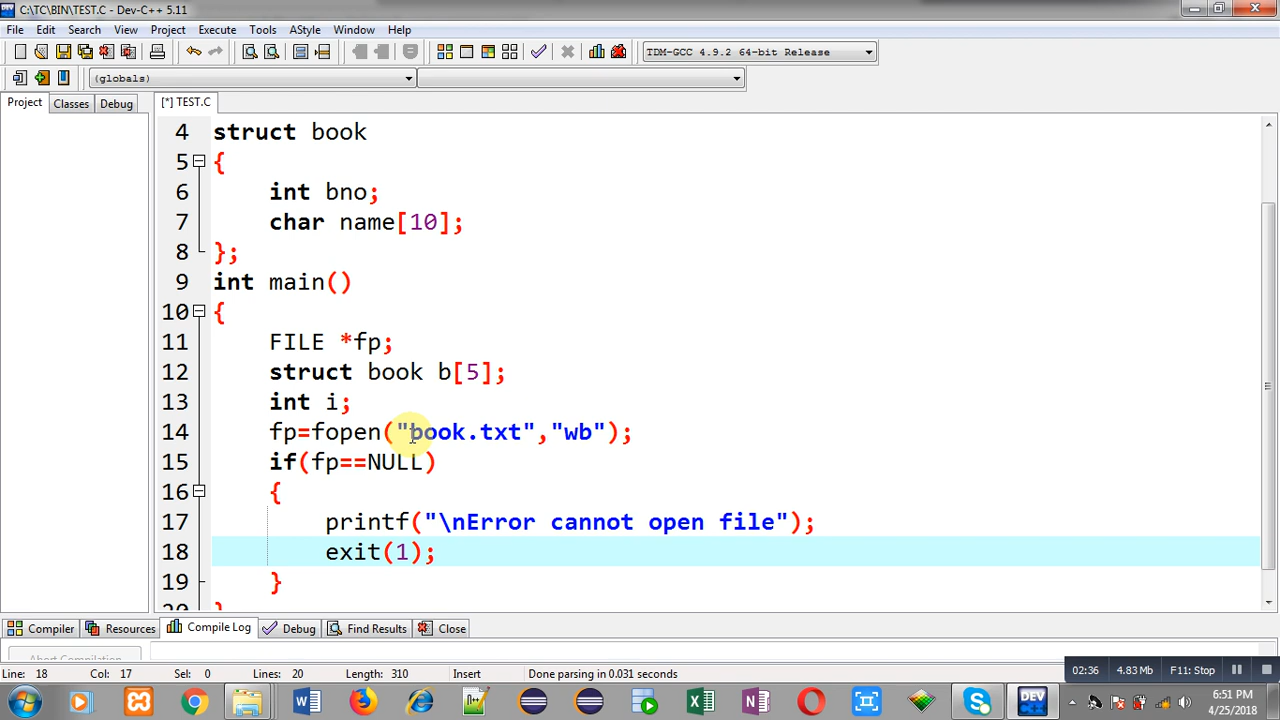 C:\TC\BIN\TEST.C - Dev-C++ 5.11
File Edit Search View Project Execute Tools AStyle Window Help
TDM-GCC 4.9.2 64-bit Release
(globals)
Project Classes Debug [*] TEST.C
4 struct book
5 {
6 int bno;
7 char name[10];
8 };
9 int main()
10 {
11 FILE *fp;
12 struct book b[5];
13 int i;
14 fp=fopen("book.txt","wb");
15 if(fp==NULL)
16 {
17 printf("\nError cannot open file");
18 exit(1);
19 }
20 }
Compiler Resources Compile Log Debug Find Results Close
Abort Compilation
Line: 18 Col: 17 Sel: 0 Lines: 20 Length: 310 Insert Done parsing in 0.031 seconds
02:36 4.83 Mb F11: Stop
6:51 PM
4/25/2018